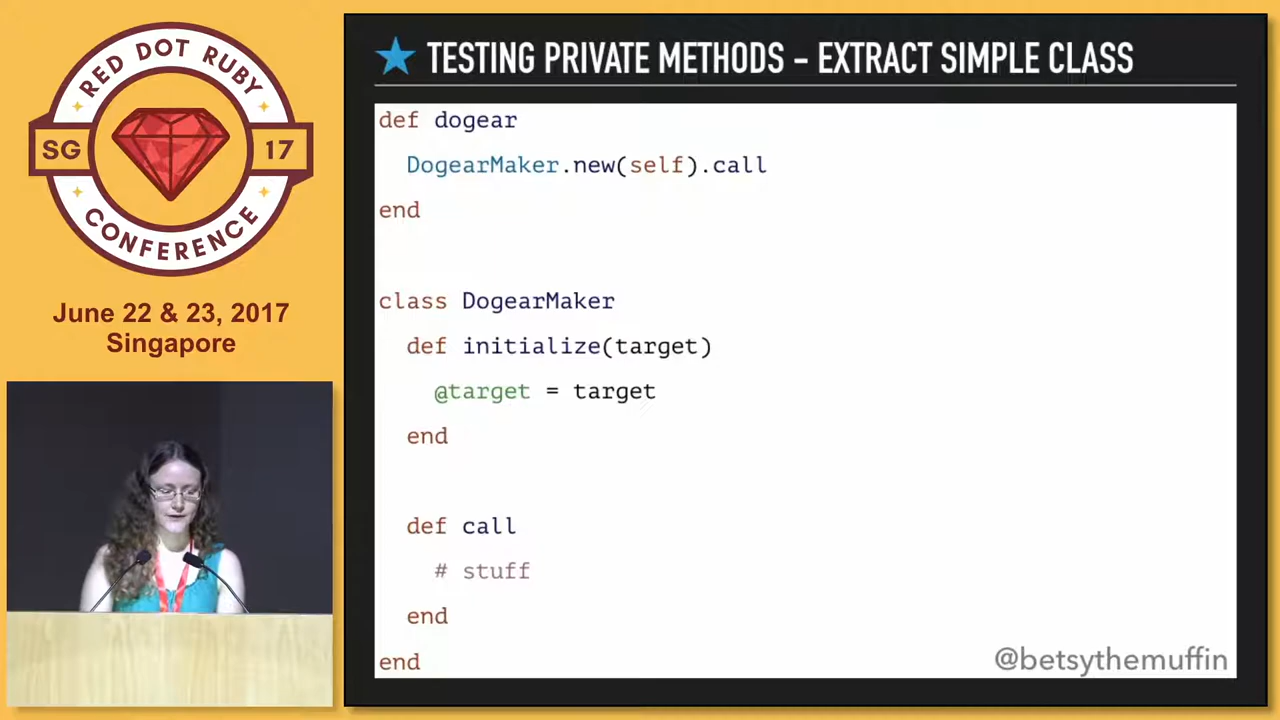 RED DOT RUBY
SG 17
CONFERENCE
June 22 & 23, 2017
Singapore
TESTING PRIVATE METHODS - EXTRACT SIMPLE CLASS
def dogear
  DogearMaker.new(self).call
end
class DogearMaker
  def initialize(target)
    @target = target
  end
  def call
    # stuff
  end
end
@betsythemuffin